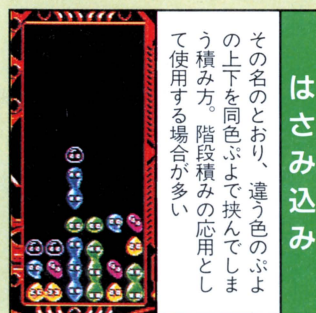 はさみ込み
その名のとおり、違う色のぷよ
の上下を同色ぷよで挟んでしま
う積み方。階段積みの応用とし
て使用する場合が多い